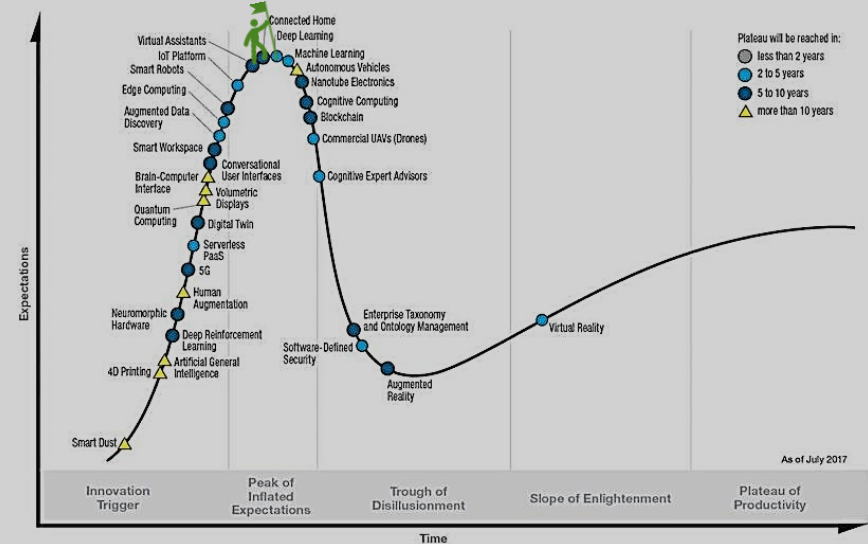 Connected Home
Deep Learning
Virtual Assistants
Machine Learning
IoT Platform
Autonomous Vehicles
Smart Robots
Nanotube Electronics
Edge Computing
Cognitive Computing
Augmented Data
Discovery
Blockchain
Commercial UAVs (Drones)
Smart Workspace
Conversational
User Interfaces
Brain-Computer
Interface
Cognitive Expert Advisors
Volumetric
Displays
Quantum
Computing
Digital Twin
Serverless
PaaS
5G
Human
Augmentation
Neuromorphic
Hardware
Deep Reinforcement
Learning
Artificial General
Intelligence
4D Printing
Smart Dust
Enterprise Taxonomy
and Ontology Management
Software-Defined
Security
Augmented
Reality
Virtual Reality
Plateau will be reached in:
less than 2 years
2 to 5 years
5 to 10 years
more than 10 years
As of July 2017
Expectations
Innovation
Trigger
Peak of
Inflated
Expectations
Trough of
Disillusionment
Slope of Enlightenment
Plateau of
Productivity
Time